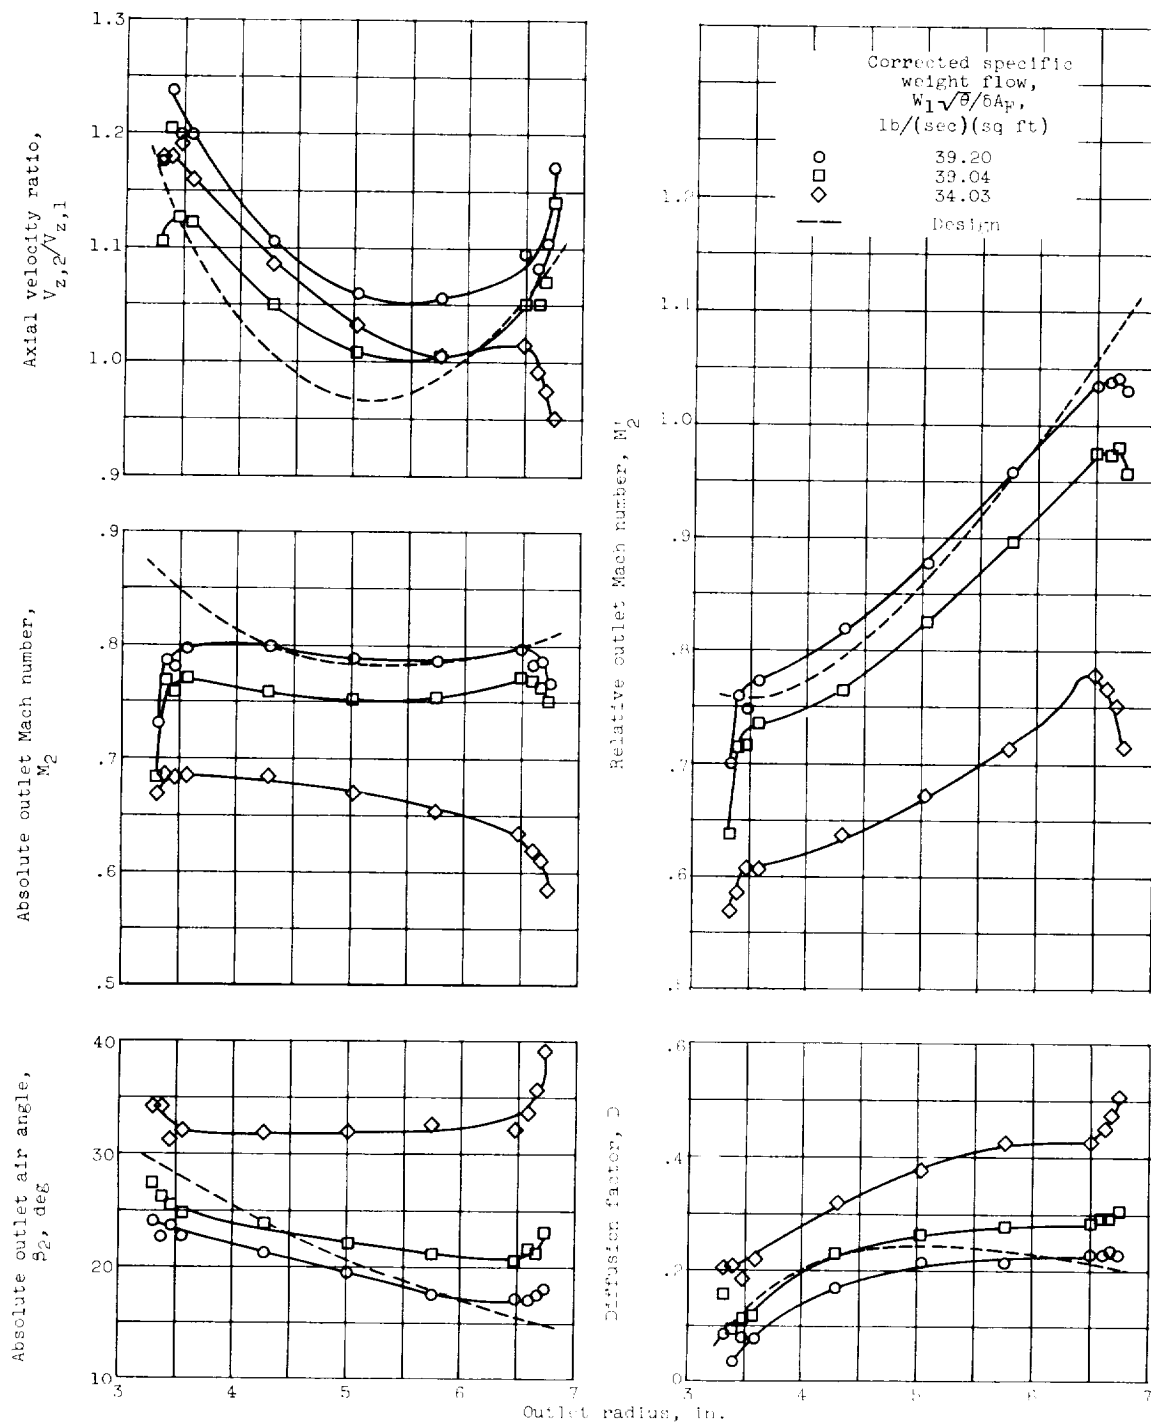 1.3
1.2
1.1
1.0
.9
Axial velocity ratio,
V_z,2/V_z,1
Corrected specific
weight flow,
W_1√θ/δA_F,
lb/(sec)(sq ft)
39.20
39.04
34.03
Design
.9
.8
.7
.6
.5
Absolute outlet Mach number,
M_2
1.2
1.1
1.0
.9
.8
.7
.6
Relative outlet Mach number, M'_2
40
30
20
10
Absolute outlet air angle,
β_2, deg
3 4 5 6 7
.6
.4
.2
0
Diffusion factor, D
3 4 5 6 7
Outlet radius, in.